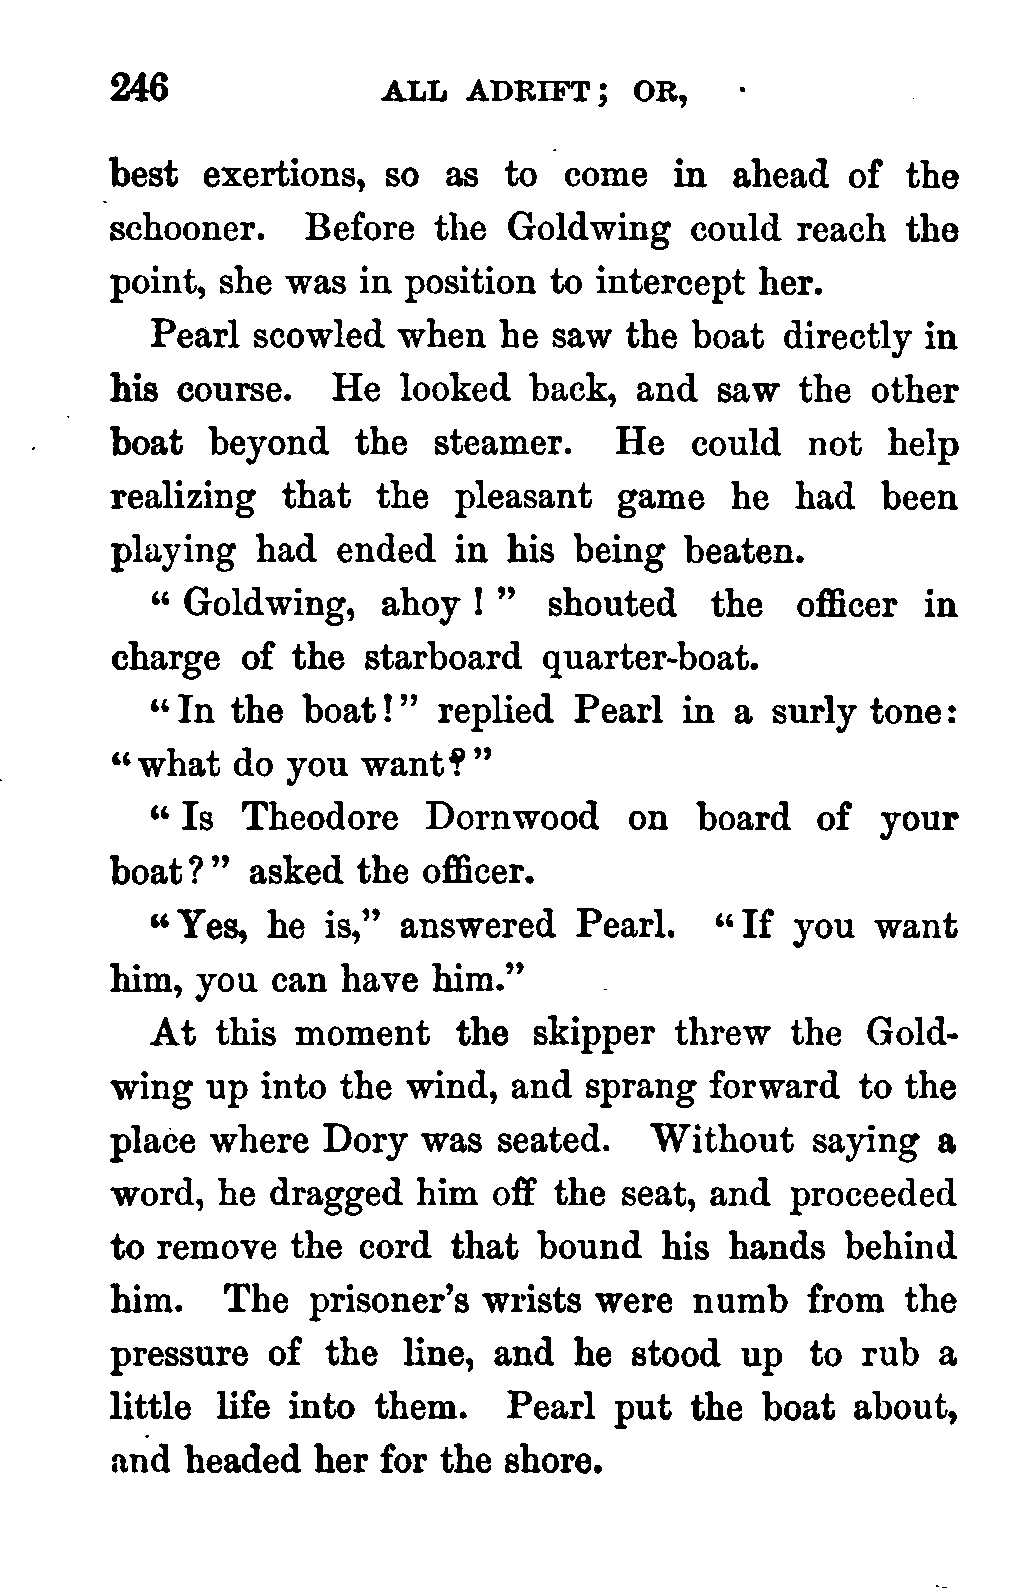 246 ALL ADRIFT; OR,
best exertions, so as to come in ahead of the
schooner. Before the Goldwing could reach the
point, she was in position to intercept her.
Pearl scowled when he saw the boat directly in
his course. He looked back, and saw the other
boat beyond the steamer. He could not help
realizing that the pleasant game he had been
playing had ended in his being beaten.
“Goldwing, ahoy!” shouted the officer in
charge of the starboard quarter-boat.
“In the boat!” replied Pearl in a surly tone:
“what do you want?”
“Is Theodore Dornwood on board of your
boat?” asked the officer.
“Yes, he is,” answered Pearl. “If you want
him, you can have him.”
At this moment the skipper threw the Gold-
wing up into the wind, and sprang forward to the
place where Dory was seated. Without saying a
word, he dragged him off the seat, and proceeded
to remove the cord that bound his hands behind
him. The prisoner’s wrists were numb from the
pressure of the line, and he stood up to rub a
little life into them. Pearl put the boat about,
and headed her for the shore.